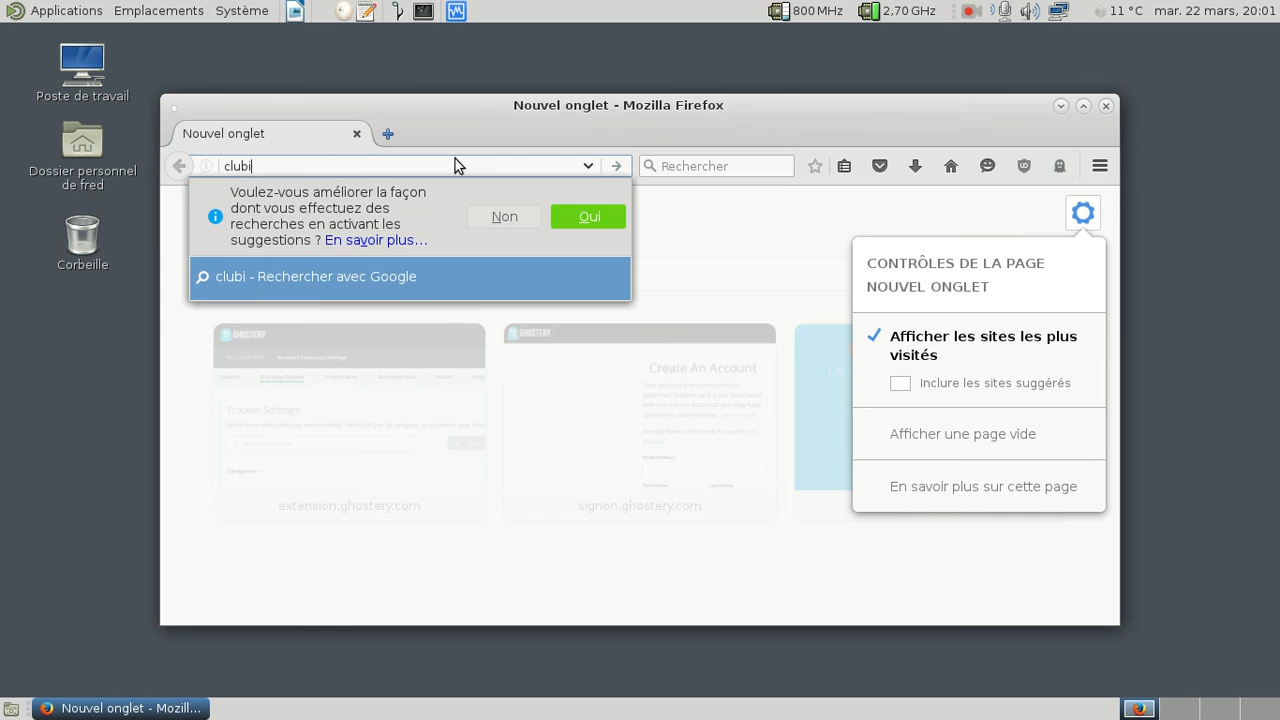 Applications Emplacements Système 800 MHz 2,70 GHz 11 °C mar. 22 mars, 20:01
Poste de travail
Dossier personnel
de fred
Corbeille
Nouvel onglet - Mozilla Firefox
Nouvel onglet
clubi
Rechercher
Voulez-vous améliorer la façon
dont vous effectuez des
recherches en activant les
suggestions ? En savoir plus...
Non
Oui
clubi - Rechercher avec Google
CONTRÔLES DE LA PAGE
NOUVEL ONGLET
Afficher les sites les plus
visités
Inclure les sites suggérés
Afficher une page vide
En savoir plus sur cette page
GHOSTERY
Tracker Settings
extension.ghostery.com
GHOSTERY
Create An Account
signon.ghostery.com
Nouvel onglet - Mozill...